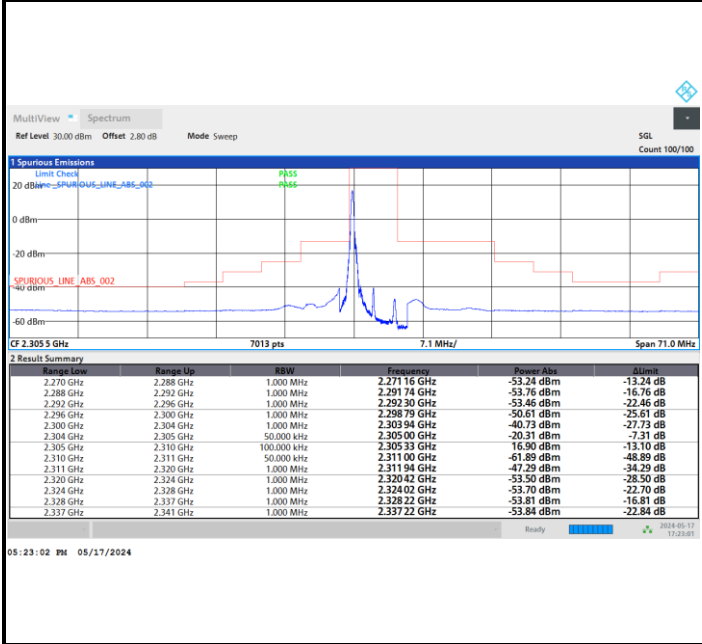 MultiView Spectrum
Ref Level 30.00 dBm Offset 2.80 dB Mode Sweep SGL
Count 100/100
1 Spurious Emissions
Limit Check PASS
20 dBm Line _SPURIOUS_LINE_ABS_002 PASS
0 dBm
-20 dBm
SPURIOUS_LINE_ABS_002
-40 dBm
-60 dBm
CF 2.305 5 GHz 7013 pts 7.1 MHz/ Span 71.0 MHz
2 Result Summary
Range Low Range Up RBW Frequency Power Abs ΔLimit
2.270 GHz 2.288 GHz 1.000 MHz 2.271 16 GHz -53.24 dBm -13.24 dB
2.288 GHz 2.292 GHz 1.000 MHz 2.291 74 GHz -53.76 dBm -16.76 dB
2.292 GHz 2.296 GHz 1.000 MHz 2.292 30 GHz -53.46 dBm -22.46 dB
2.296 GHz 2.300 GHz 1.000 MHz 2.298 79 GHz -50.61 dBm -25.61 dB
2.300 GHz 2.304 GHz 1.000 MHz 2.303 94 GHz -40.73 dBm -27.73 dB
2.304 GHz 2.305 GHz 50.000 kHz 2.305 00 GHz -20.31 dBm -7.31 dB
2.305 GHz 2.310 GHz 100.000 kHz 2.305 33 GHz 16.90 dBm -13.10 dB
2.310 GHz 2.311 GHz 50.000 kHz 2.311 00 GHz -61.89 dBm -48.89 dB
2.311 GHz 2.320 GHz 1.000 MHz 2.311 94 GHz -47.29 dBm -34.29 dB
2.320 GHz 2.324 GHz 1.000 MHz 2.320 42 GHz -53.50 dBm -28.50 dB
2.324 GHz 2.328 GHz 1.000 MHz 2.324 02 GHz -53.70 dBm -22.70 dB
2.328 GHz 2.337 GHz 1.000 MHz 2.328 22 GHz -53.81 dBm -16.81 dB
2.337 GHz 2.341 GHz 1.000 MHz 2.337 22 GHz -53.84 dBm -22.84 dB
Ready 2024-05-17
17:23:01
05:23:02 PM 05/17/2024